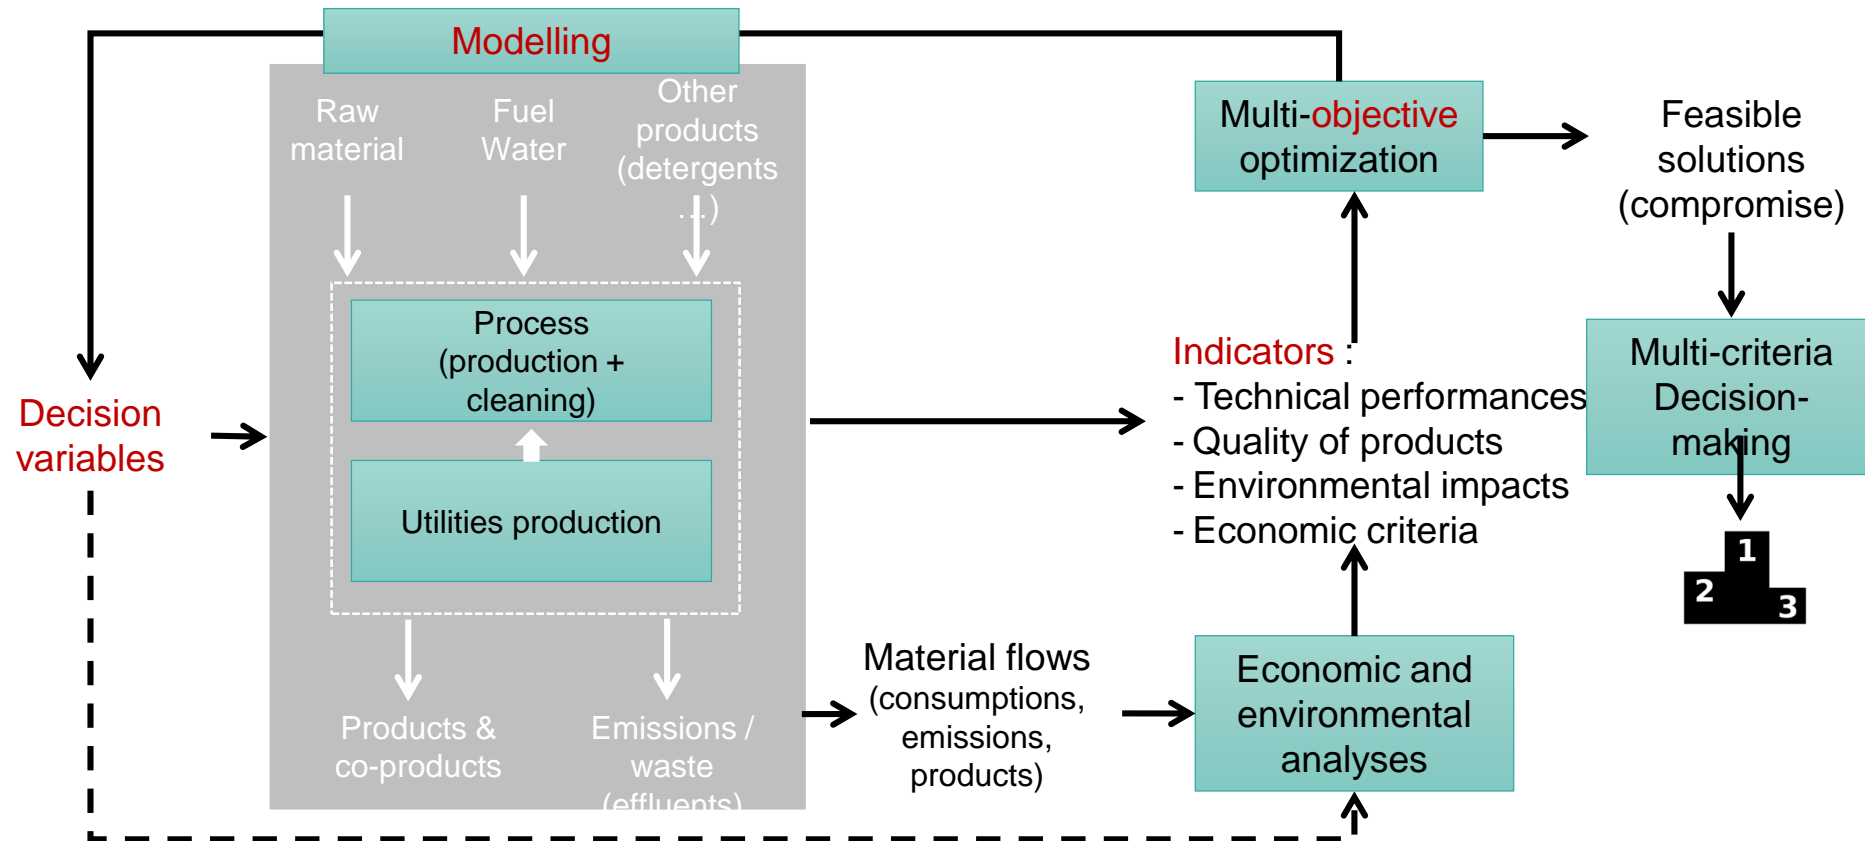 Modelling
Raw
material
Fuel
Water
Other
products
(detergents
...)
Process
(production +
cleaning)
Utilities production
Products &
co-products
Emissions /
waste
(effluents)
Decision
variables
Material flows
(consumptions,
emissions,
products)
Economic and
environmental
analyses
Indicators :
- Technical performances
- Quality of products
- Environmental impacts
- Economic criteria
Multi-objective
optimization
Feasible
solutions
(compromise)
Multi-criteria
Decision-
making
1
2
3